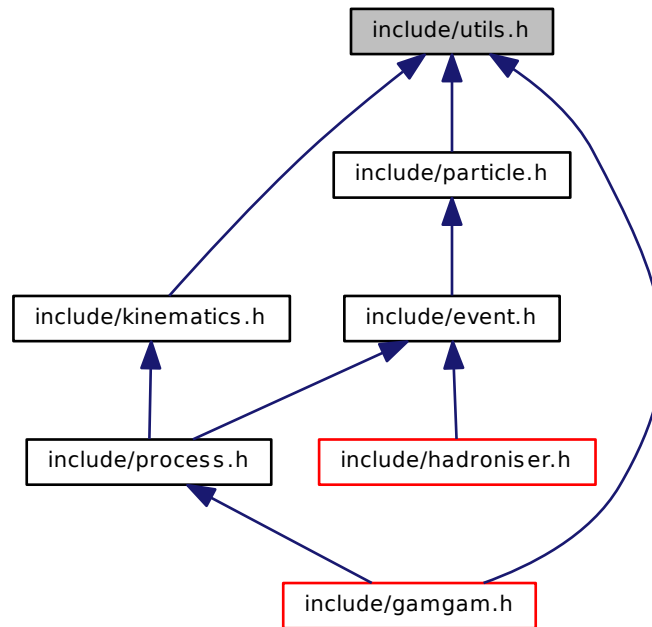 include/utils.h
include/particle.h
include/kinematics.h
include/event.h
include/process.h
include/hadroniser.h
include/gamgam.h